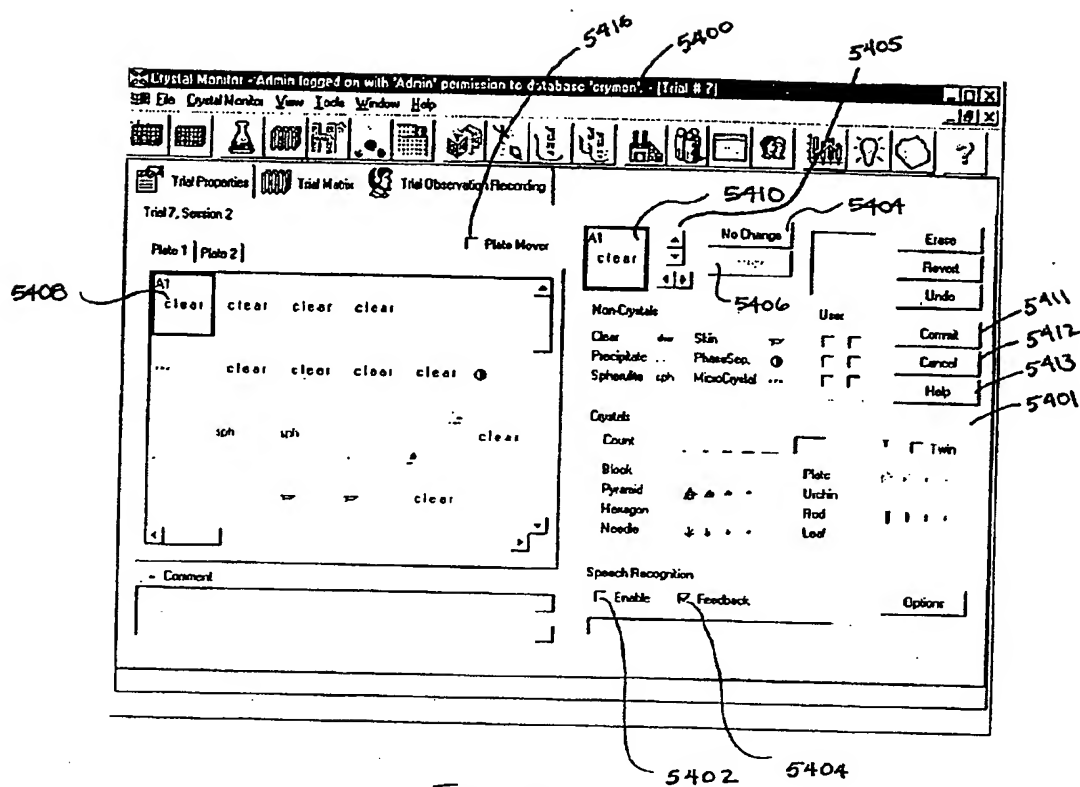 5416
5400
5405
Crystal Monitor - 'Admin logged on with 'Admin' permission to database 'crymon'. - [Trial # 7]
File Crystal Monitor View Tools Window Help
Trial Properties Trial Matrix Trial Observation Recording
Trial 7, Session 2
5410
5404
Plate 1 Plate 2
Plate Mover
A1
clear
No Change
Erase
Revert
Undo
5408
A1
clear clear clear clear
5406
5411
Non-Crystals
User
Commit
5412
Clear clear Skin
Cancel
Precipitate PhaseSep.
5413
Spherulite sph MicroCrystal
Help
clear clear clear clear
5401
Crystals
sph sph clear
Count
Twin
Block Plate
Pyramid Urchin
clear
Hexagon Rod
Needle Leaf
Comment
Speech Recognition
Enable Feedback
Options
5402
5404